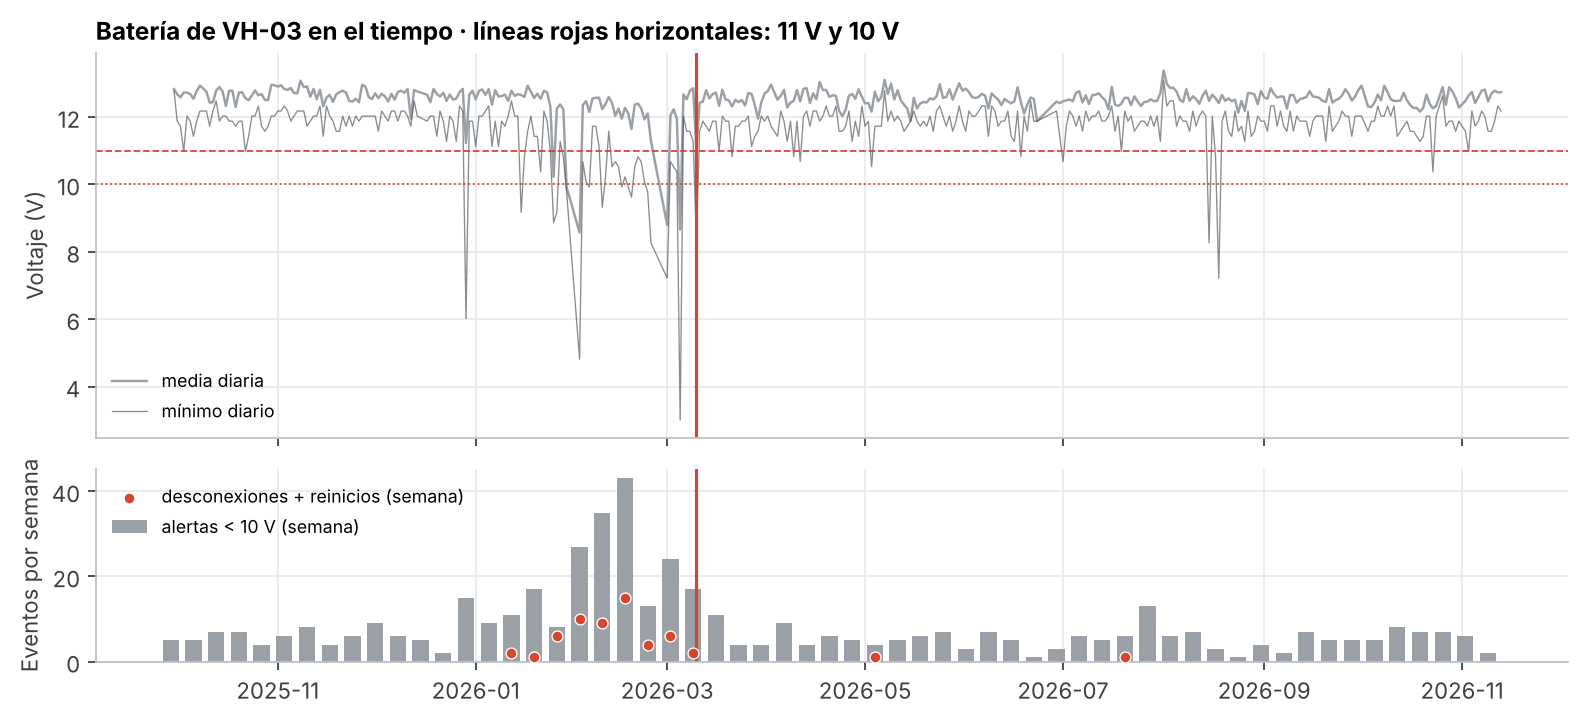 Batería de VH-03 en el tiempo · líneas rojas horizontales: 11 V y 10 V
Voltaje (V)
12
10
8
6
4
media diaria
mínimo diario
Eventos por semana
40
20
0
desconexiones + reinicios (semana)
alertas < 10 V (semana)
2025-11
2026-01
2026-03
2026-05
2026-07
2026-09
2026-11